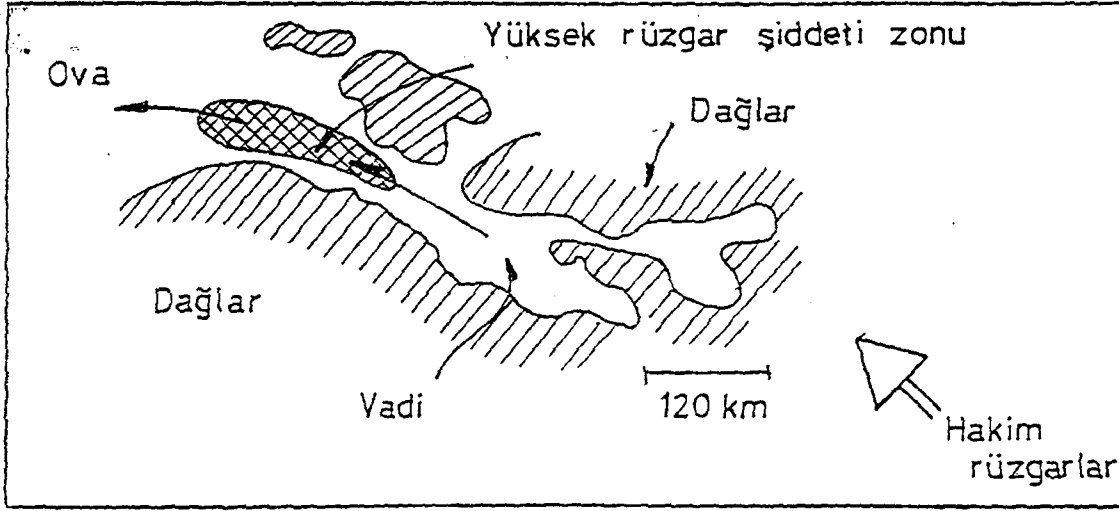 Yüksek rüzgar şiddeti zonu
Ova
Dağlar
Dağlar
Vadi
120 km
Hakim
rüzgarlar